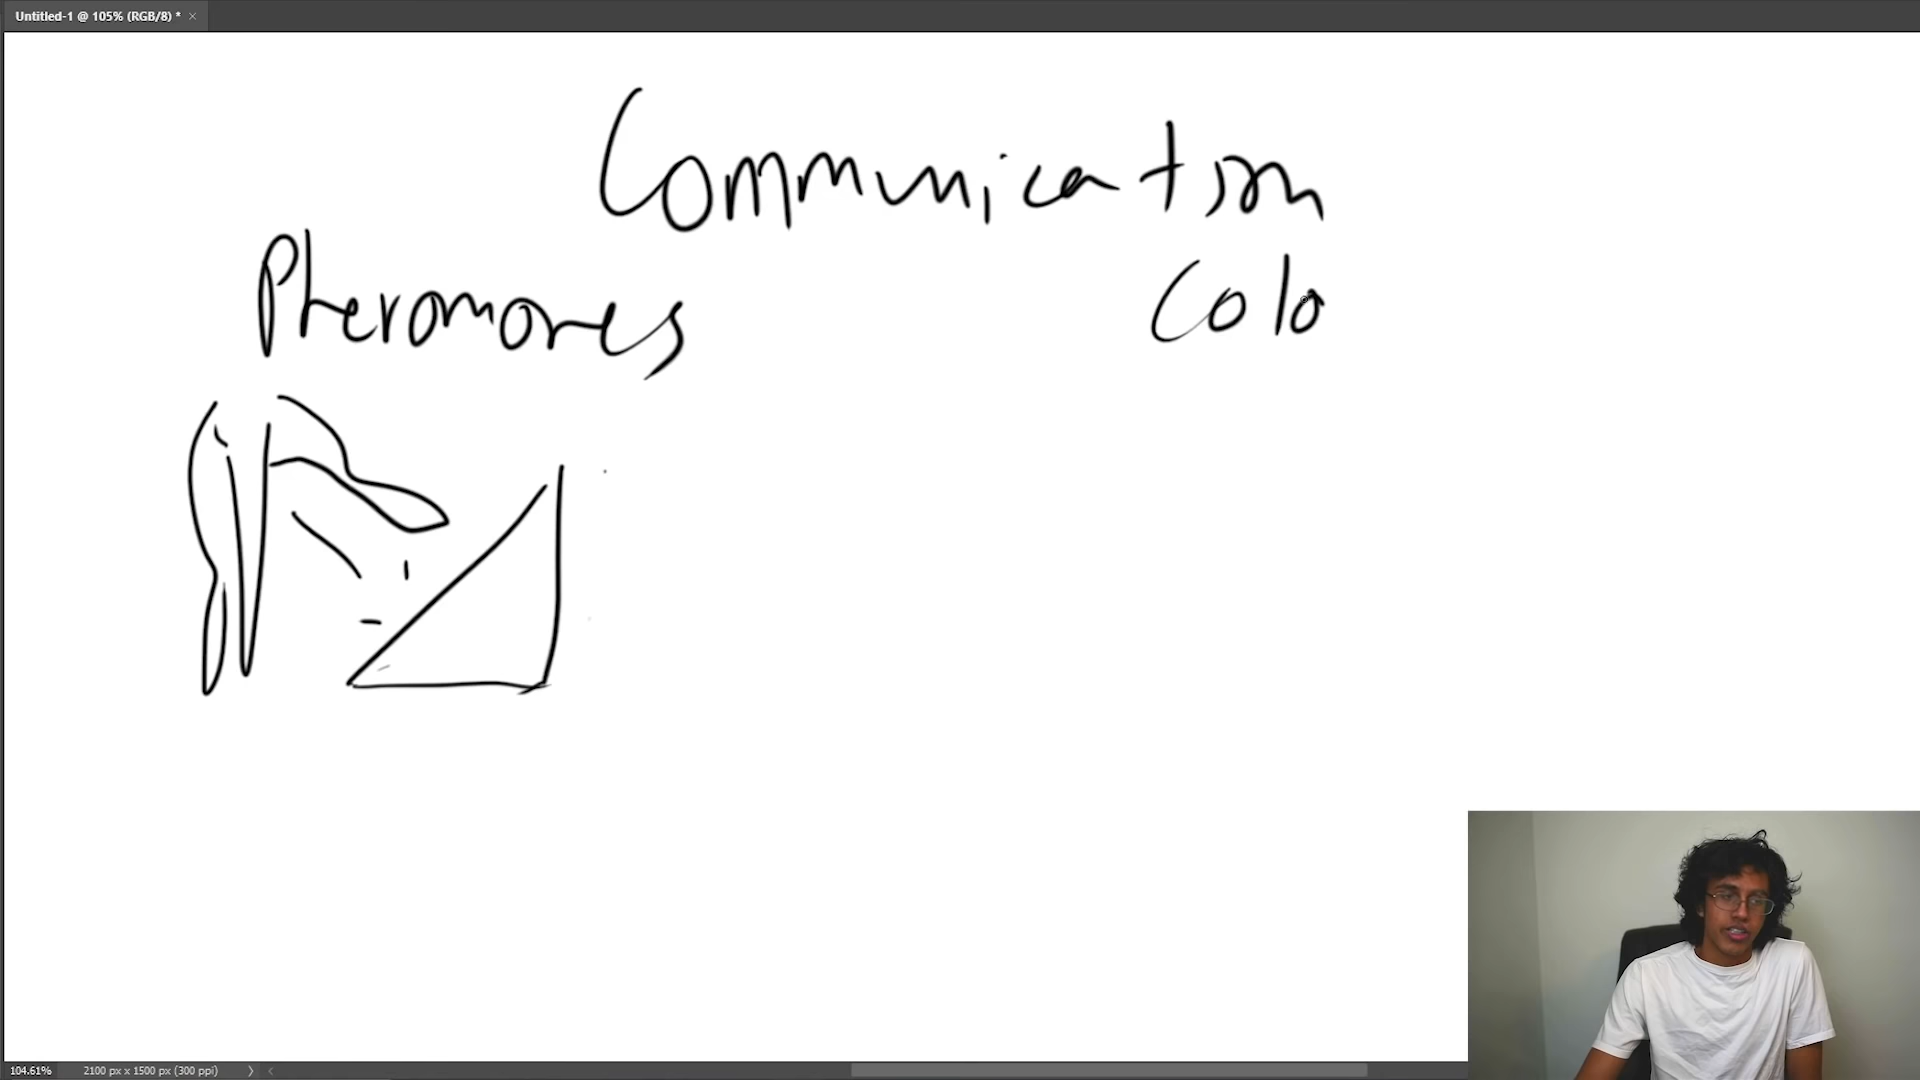 Untitled-1 @ 105% (RGB/8) *
Communication
Pheromones
Colo
104.61%
2100 px x 1500 px (300 ppi)